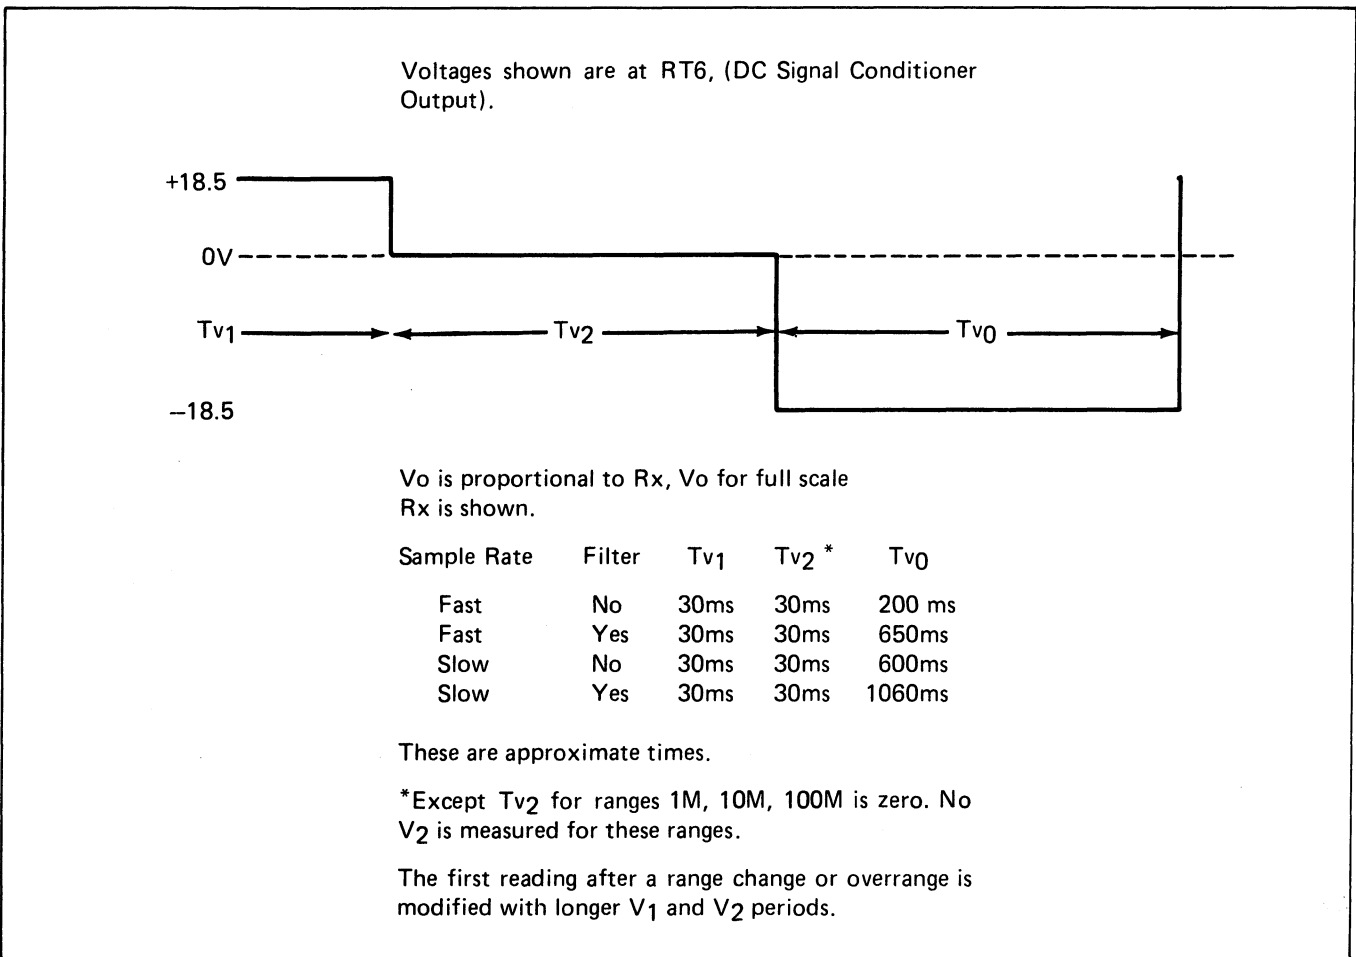 Voltages shown are at RT6, (DC Signal Conditioner
Output).
+18.5
0V
Tv1 Tv2 Tv0
–18.5
Vo is proportional to Rx, Vo for full scale
Rx is shown.
Sample Rate Filter Tv1 Tv2 * Tv0
Fast No 30ms 30ms 200 ms
Fast Yes 30ms 30ms 650ms
Slow No 30ms 30ms 600ms
Slow Yes 30ms 30ms 1060ms
These are approximate times.
*Except Tv2 for ranges 1M, 10M, 100M is zero. No
V2 is measured for these ranges.
The first reading after a range change or overrange is
modified with longer V1 and V2 periods.